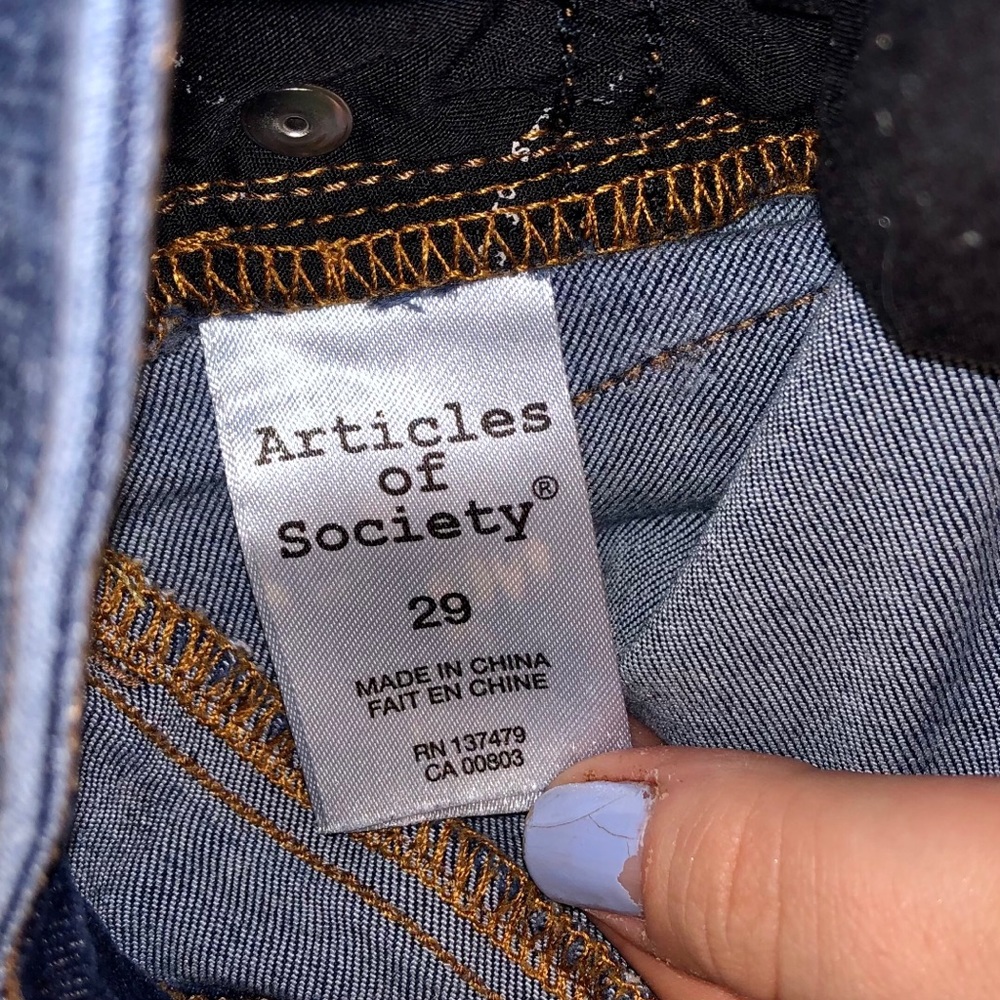 Articles
of
Society®
29
MADE IN CHINA
FAIT EN CHINE
RN 137479
CA 00803